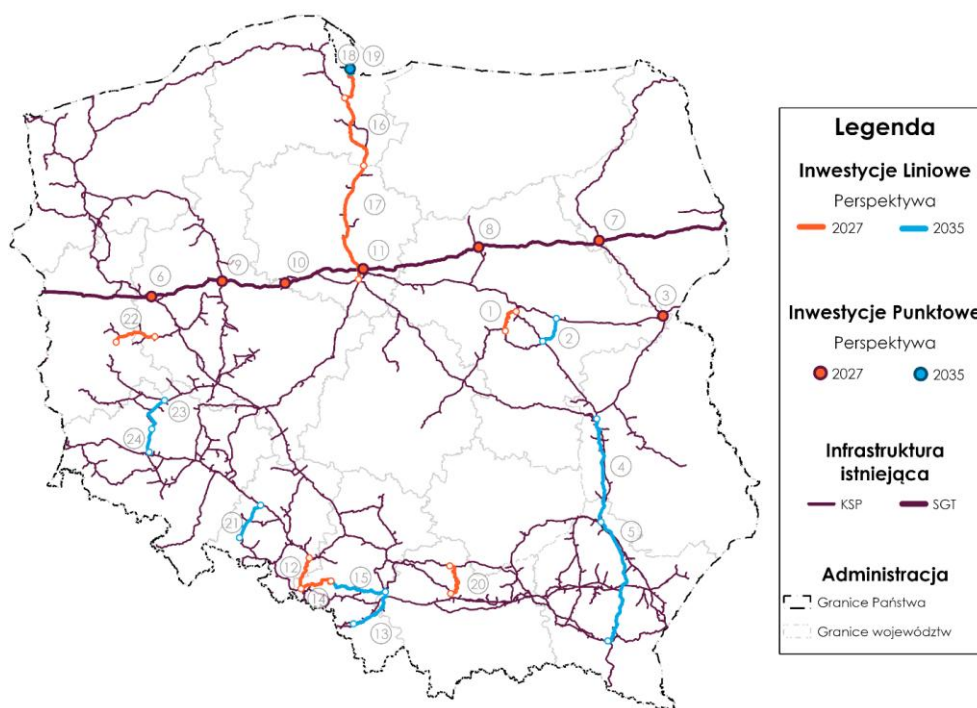 18 19
16
17
7
8
11
10
9
6
3
1
2
22
23
24
4
5
21
12
15
14
20
13
Legenda
Inwestycje Liniowe
Perspektywa
2027 2035
Inwestycje Punktowe
Perspektywa
2027 2035
Infrastruktura
istniejąca
KSP SGT
Administracja
Granice Państwa
Granice województw